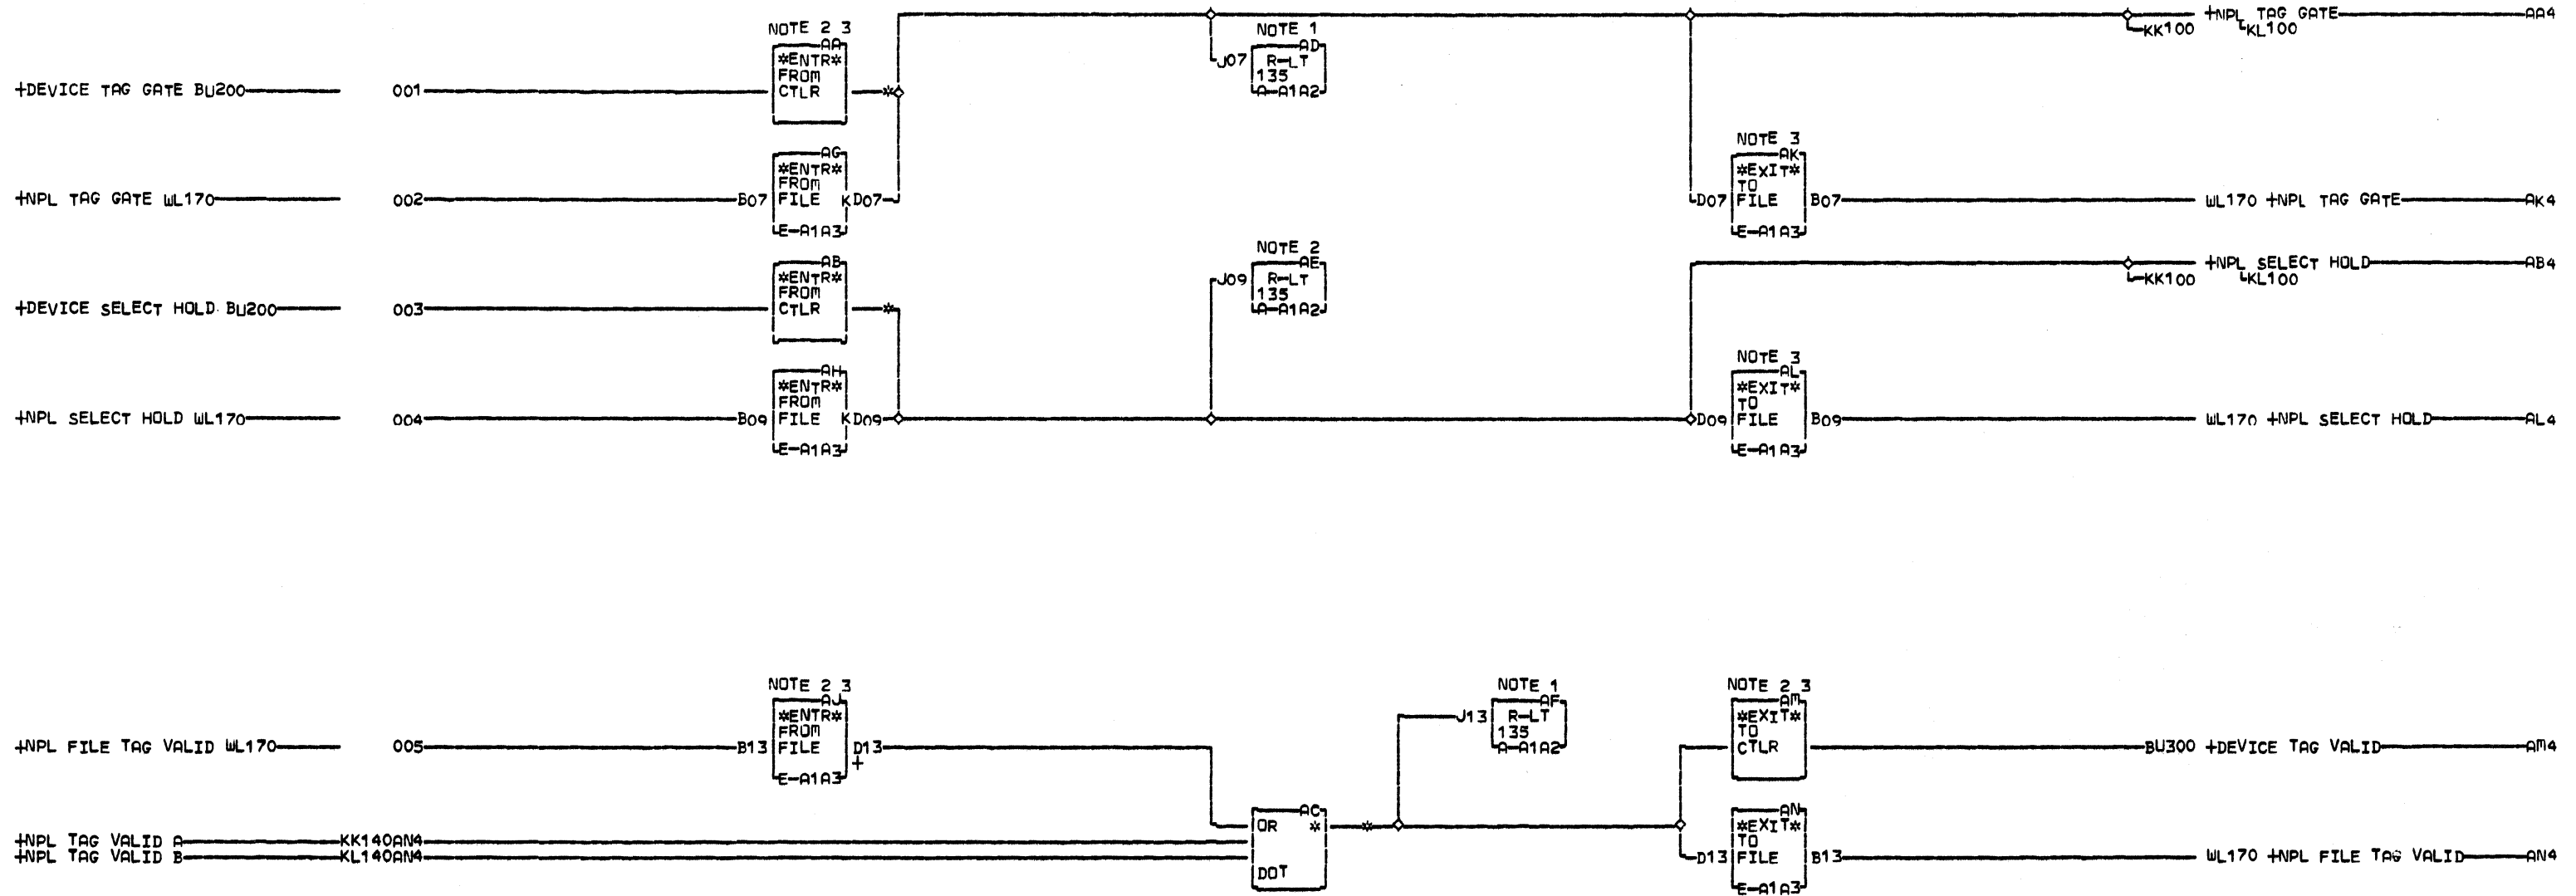 +NPL TAG GATE AA4
KK100 KL100
NOTE 2 3
AA
*ENTR*
FROM
CTLR
+DEVICE TAG GATE BU200 001 *
NOTE 1
AD
J07 R-LT
135
A-A1A2
AG
*ENTR*
FROM
+NPL TAG GATE WL170 002 B07 FILE K D07
E-A1A3
NOTE 3
AK
*EXIT*
TO
D07 FILE B07 WL170 +NPL TAG GATE AK4
E-A1A3
AB
*ENTR*
FROM
+DEVICE SELECT HOLD BU200 003 CTLR *
NOTE 2
AE
J09 R-LT
135
A-A1A2
+NPL SELECT HOLD AB4
KK100 KL100
AH
*ENTR*
FROM
+NPL SELECT HOLD WL170 004 B09 FILE K D09
E-A1A3
NOTE 3
AL
*EXIT*
TO
D09 FILE B09 WL170 +NPL SELECT HOLD AL4
E-A1A3
NOTE 2 3
AJ
*ENTR*
FROM
+NPL FILE TAG VALID WL170 005 B13 FILE D13
+
E-A1A3
NOTE 1
AF
J13 R-LT
135
A-A1A2
NOTE 2 3
AM
*EXIT*
TO
CTLR BU300 +DEVICE TAG VALID AM4
AC
OR * *
DOT
+NPL TAG VALID A KK140AN4
+NPL TAG VALID B KL140AN4
AN
*EXIT*
TO
D13 FILE B13 WL170 +NPL FILE TAG VALID AN4
E-A1A3